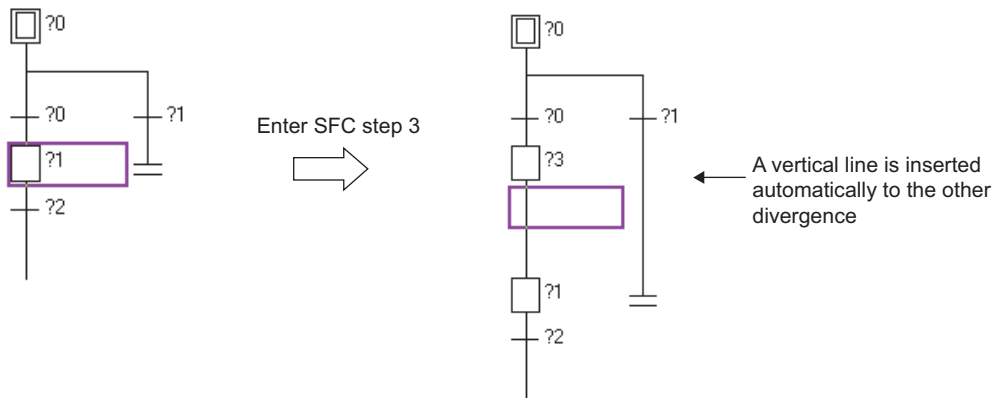 ?0
?0
?1
?1
?2
Enter SFC step 3
?0
?0
?1
?3
?1
?2
A vertical line is inserted
automatically to the other
divergence